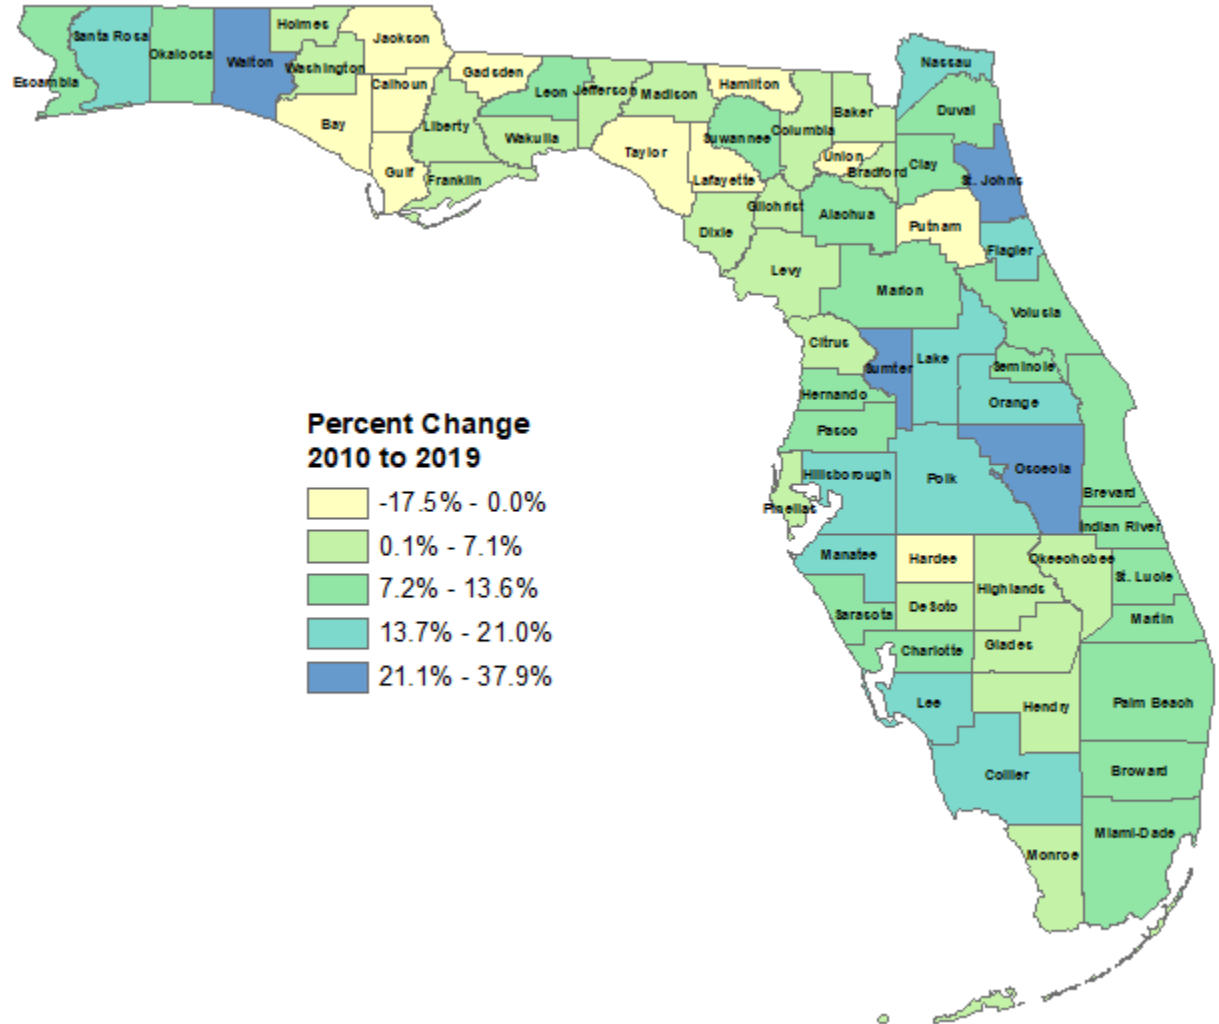 Holmes
Santa Rosa
Jackson
Okaloosa
Walton
Washington
Escambia
Gadsden
Calhoun
Leon
Jefferson
Madison
Hamilton
Nassau
Baker
Duval
Bay
Liberty
Wakulla
Suwannee
Columbia
Taylor
Union
Clay
Gulf
Franklin
Lafayette
Bradford
St. Johns
Gilchrist
Alachua
Dixie
Putnam
Flagler
Levy
Marion
Volusia
Citrus
Sumter
Lake
Seminole
Hernando
Orange
Pasco
Percent Change
2010 to 2019
-17.5% - 0.0%
0.1% - 7.1%
7.2% - 13.6%
13.7% - 21.0%
21.1% - 37.9%
Hillsborough
Polk
Osceola
Brevard
Pinellas
Indian River
Manatee
Hardee
Okeechobee
St. Lucie
Highlands
DeSoto
Sarasota
Martin
Charlotte
Glades
Lee
Hendry
Palm Beach
Collier
Broward
Miami-Dade
Monroe